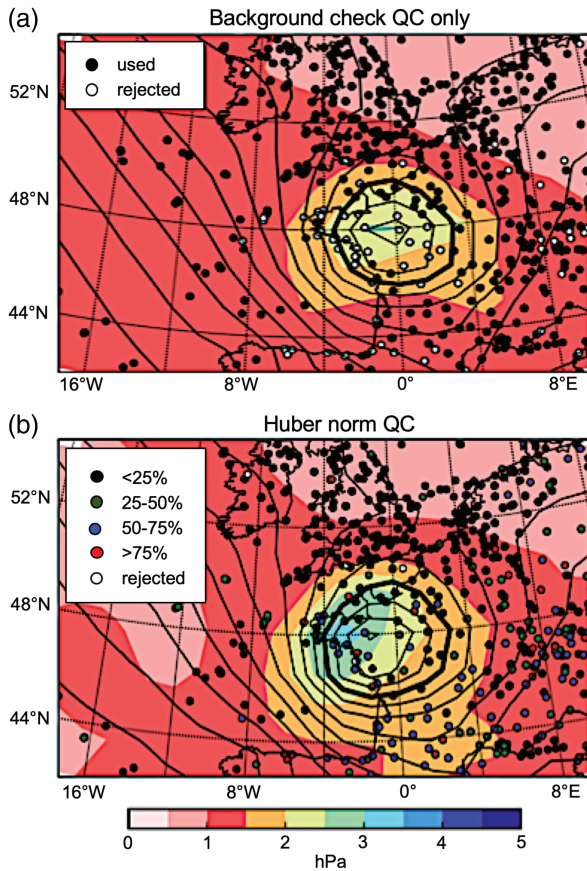 (a)
Background check QC only
used
rejected
52°N
48°N
44°N
16°W
8°W
0°
8°E
(b)
Huber norm QC
<25%
25-50%
50-75%
>75%
rejected
52°N
48°N
44°N
16°W
8°W
0°
8°E
0
1
2
3
4
5
hPa